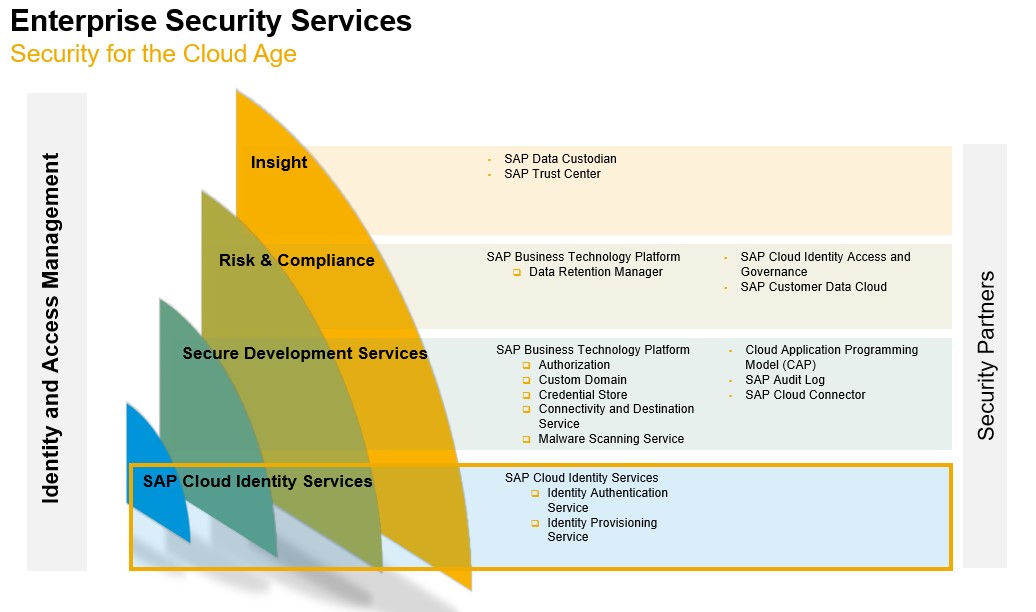 Enterprise Security Services
Security for the Cloud Age
Identity and Access Management
Insight
- SAP Data Custodian
- SAP Trust Center
Risk & Compliance
SAP Business Technology Platform
❑ Data Retention Manager
- SAP Cloud Identity Access and
Governance
- SAP Customer Data Cloud
Secure Development Services
SAP Business Technology Platform
❑ Authorization
❑ Custom Domain
❑ Credential Store
❑ Connectivity and Destination
Service
❑ Malware Scanning Service
- Cloud Application Programming
Model (CAP)
- SAP Audit Log
- SAP Cloud Connector
SAP Cloud Identity Services
SAP Cloud Identity Services
❑ Identity Authentication
Service
❑ Identity Provisioning
Service
Security Partners